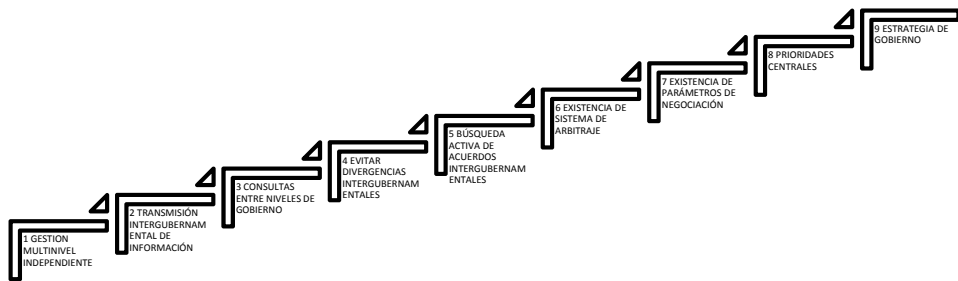 1 GESTION
MULTINIVEL
INDEPENDIENTE
2 TRANSMISIÓN
INTERGUBERNAM
ENTAL DE
INFORMACIÓN
3 CONSULTAS
ENTRE NIVELES DE
GOBIERNO
4 EVITAR
DIVERGENCIAS
INTERGUBERNAM
ENTALES
5 BÚSQUEDA
ACTIVA DE
ACUERDOS
INTERGUBERNAM
ENTALES
6 EXISTENCIA DE
SISTEMA DE
ARBITRAJE
7 EXISTENCIA DE
PARÁMETROS DE
NEGOCIACIÓN
8 PRIORIDADES
CENTRALES
9 ESTRATEGIA DE
GOBIERNO